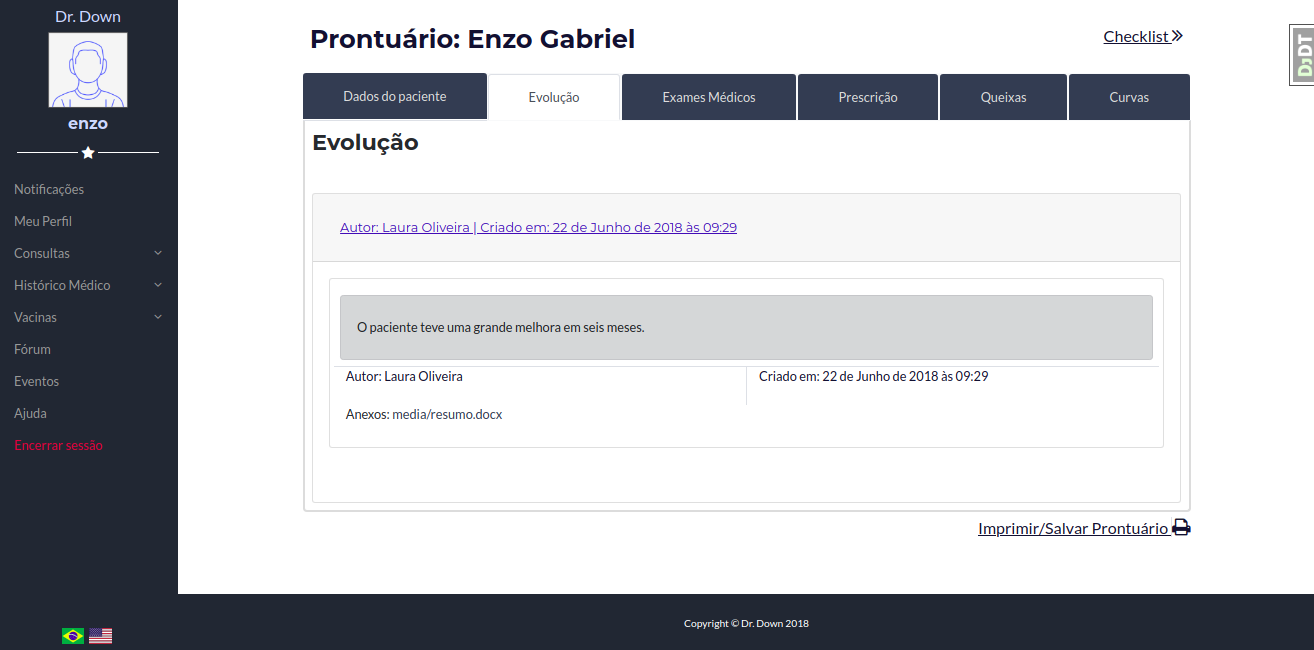 Dr. Down
enzo
Notificações
Meu Perfil
Consultas
Histórico Médico
Vacinas
Fórum
Eventos
Ajuda
Encerrar sessão
Prontuário: Enzo Gabriel
Checklist
DjDT
Dados do paciente
Evolução
Exames Médicos
Prescrição
Queixas
Curvas
Evolução
Autor: Laura Oliveira | Criado em: 22 de Junho de 2018 às 09:29
O paciente teve uma grande melhora em seis meses.
Autor: Laura Oliveira
Criado em: 22 de Junho de 2018 às 09:29
Anexos: media/resumo.docx
Imprimir/Salvar Prontuário
Copyright © Dr. Down 2018